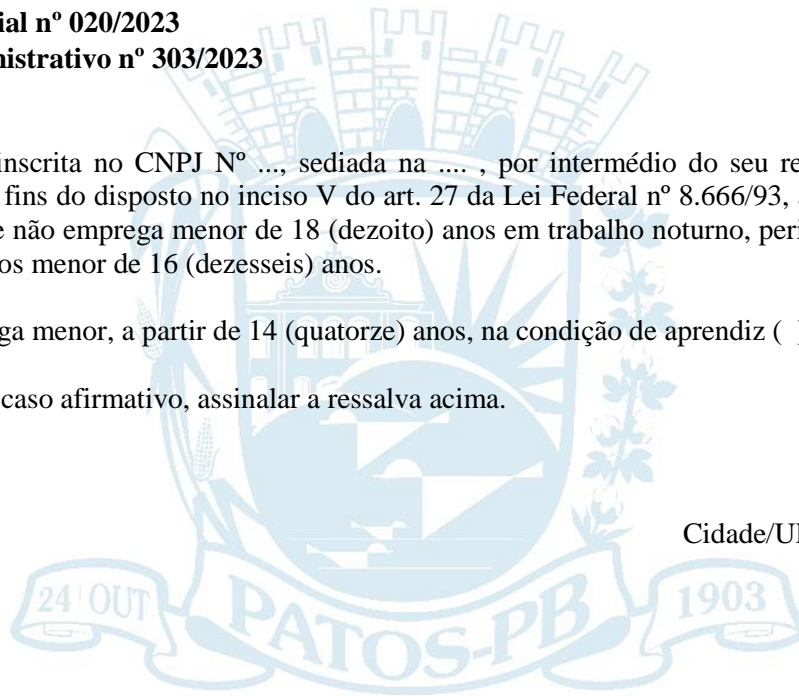 ial nº 020/2023
nistrativo nº 303/2023
inscrita no CNPJ Nº ..., sediada na .... , por intermédio do seu re
fins do disposto no inciso V do art. 27 da Lei Federal nº 8.666/93,
e não emprega menor de 18 (dezoito) anos em trabalho noturno, peri
os menor de 16 (dezesseis) anos.
ga menor, a partir de 14 (quatorze) anos, na condição de aprendiz ( )
caso afirmativo, assinalar a ressalva acima.
Cidade/U
24 OUT
PATOS-PB
1903